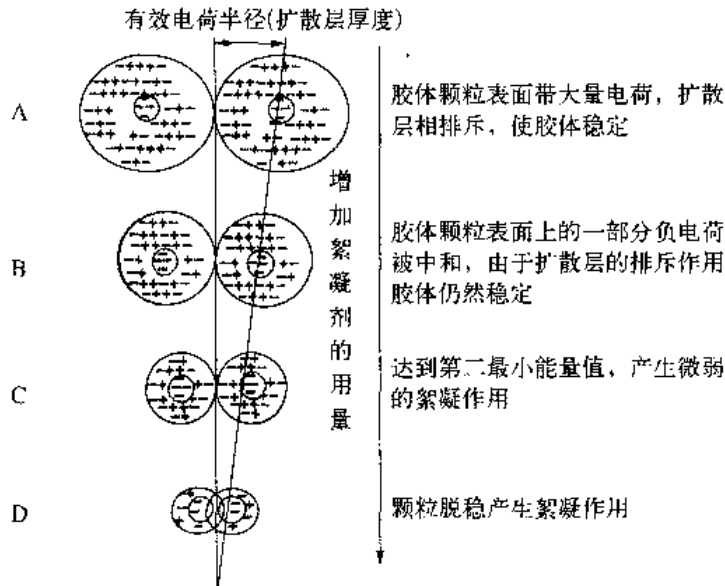 有效电荷半径(扩散层厚度)
A
胶体颗粒表面带大量电荷，扩散
层相排斥，使胶体稳定
增加絮凝剂的用量
B
胶体颗粒表面上的一部分负电荷
被中和，由于扩散层的排斥作用
胶体仍然稳定
C
达到第二最小能量值，产生微弱
的絮凝作用
D
颗粒脱稳产生絮凝作用